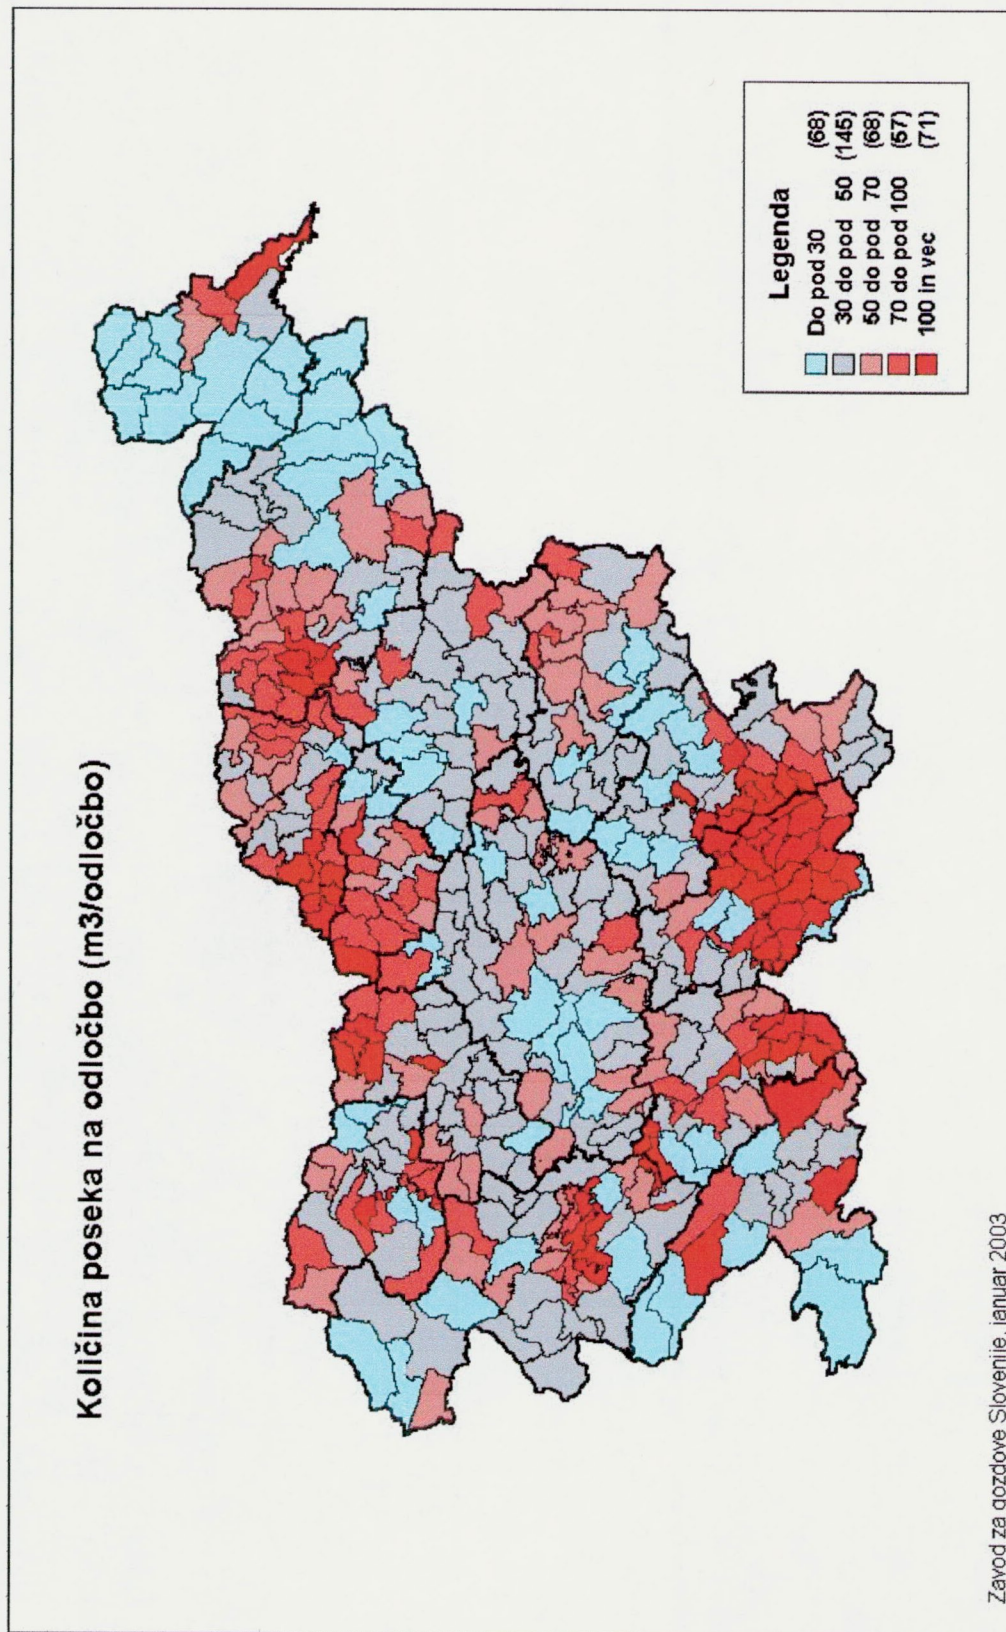 Količina poseka na odločbo (m3/odločbo)
Legenda
Do pod 30 (68)
30 do pod 50 (145)
50 do pod 70 (68)
70 do pod 100 (57)
100 in vec (71)
Zavod za gozdove Slovenije, januar 2003